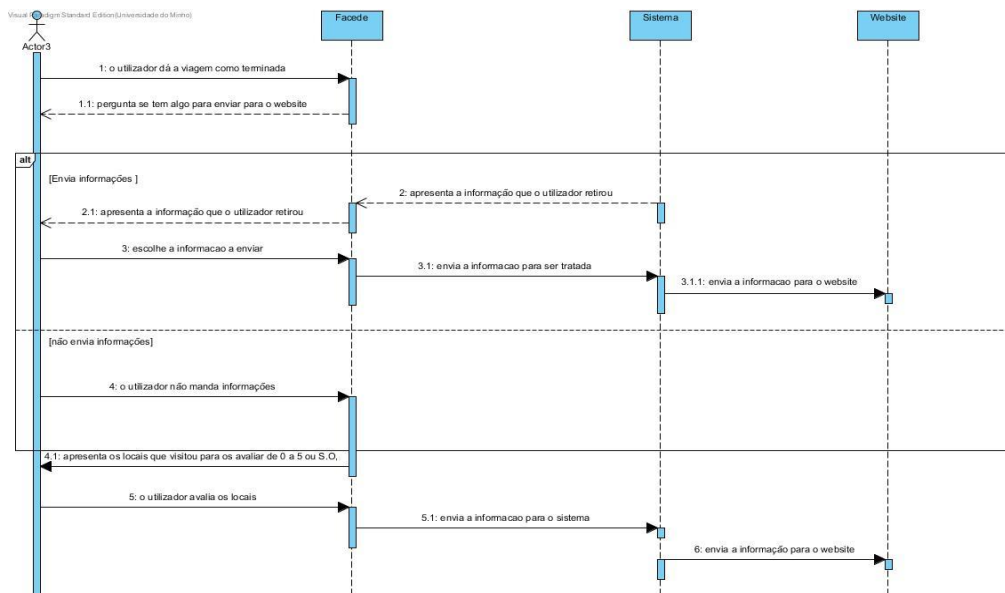 Visual Paradigm Standard Edition(Universidade do Minho)
Actor3
Facede
Sistema
Website
1: o utilizador dá a viagem como terminada
1.1: pergunta se tem algo para enviar para o website
alt
[Envia informações ]
2: apresenta a informação que o utilizador retirou
2.1: apresenta a informação que o utilizador retirou
3: escolhe a informacao a enviar
3.1: envia a informacao para ser tratada
3.1.1: envia a informacao para o website
[não envia informações]
4: o utilizador não manda informações
4.1: apresenta os locais que visitou para os avaliar de 0 a 5 ou S.O,
5: o utilizador avalia os locais
5.1: envia a informacao para o sistema
6: envia a informação para o website